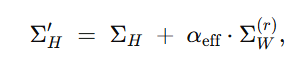 Σ′_H = Σ_H + α_eff · Σ_W^(r),